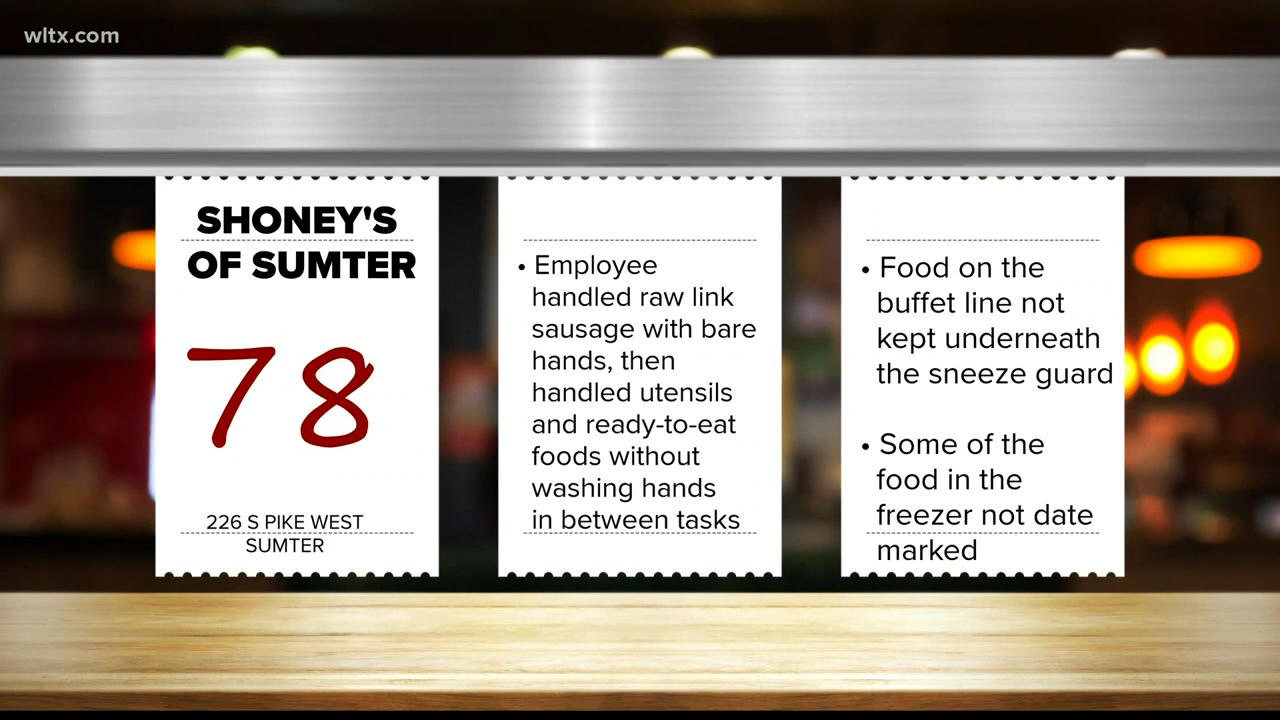 wltx.com
SHONEY'S
OF SUMTER
78
226 S PIKE WEST
SUMTER
• Employee
handled raw link
sausage with bare
hands, then
handled utensils
and ready-to-eat
foods without
washing hands
in between tasks
• Food on the
buffet line not
kept underneath
the sneeze guard
• Some of the
food in the
freezer not date
marked